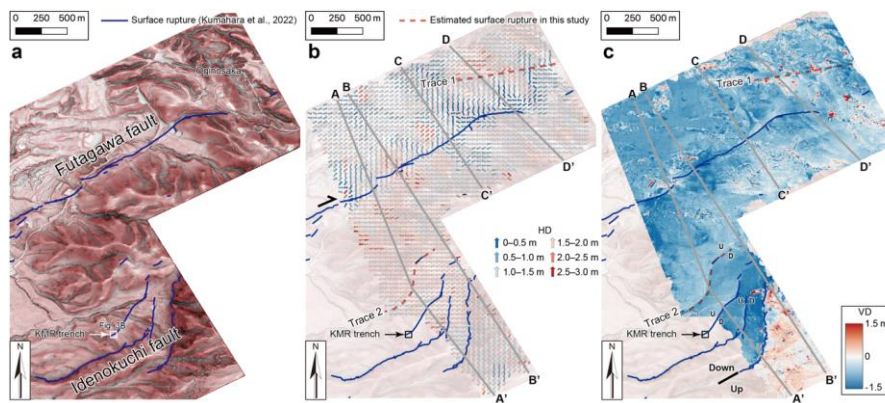 0 250 500 m
Surface rupture (Kumahara et al., 2022)
0 250 500 m
Estimated surface rupture in this study
0 250 500 m
a
Futagawa fault
KMR trench
Idenokuchi fault
N
b
A
B
C
D
Trace 1
C'
D'
HD
0–0.5 m
0.5–1.0 m
1.0–1.5 m
1.5–2.0 m
2.0–2.5 m
2.5–3.0 m
Trace 2
KMR trench
B'
A'
N
c
A
B
C
D
Trace 1
C'
D'
U
D
U
D
U
Trace 2
KMR trench
Down
Up
B'
A'
N
VD
1.5 m
0
- 1.5 m